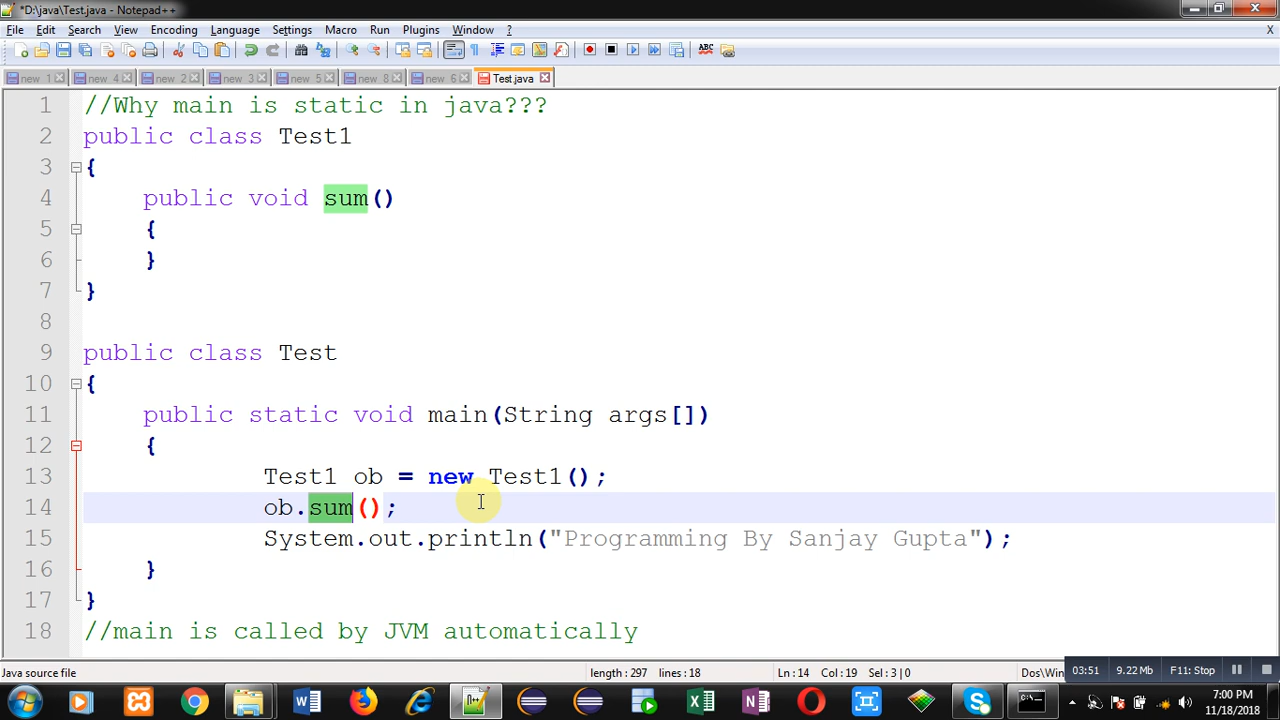 *D:\java\Test.java - Notepad++
File Edit Search View Encoding Language Settings Macro Run Plugins Window ? X
new 1 new 4 new 2 new 3 new 5 new 8 new 6 Test.java
1 //Why main is static in java???
2 public class Test1
3 {
4 public void sum()
5 {
6 }
7 }
8
9 public class Test
10 {
11 public static void main(String args[])
12 {
13 Test1 ob = new Test1();
14 ob.sum();
15 System.out.println("Programming By Sanjay Gupta");
16 }
17 }
18 //main is called by JVM automatically
Java source file length : 297 lines : 18 Ln : 14 Col : 19 Sel : 3 | 0 Dos\Win 03:51 9.22 Mb F11: Stop
7:00 PM
11/18/2018